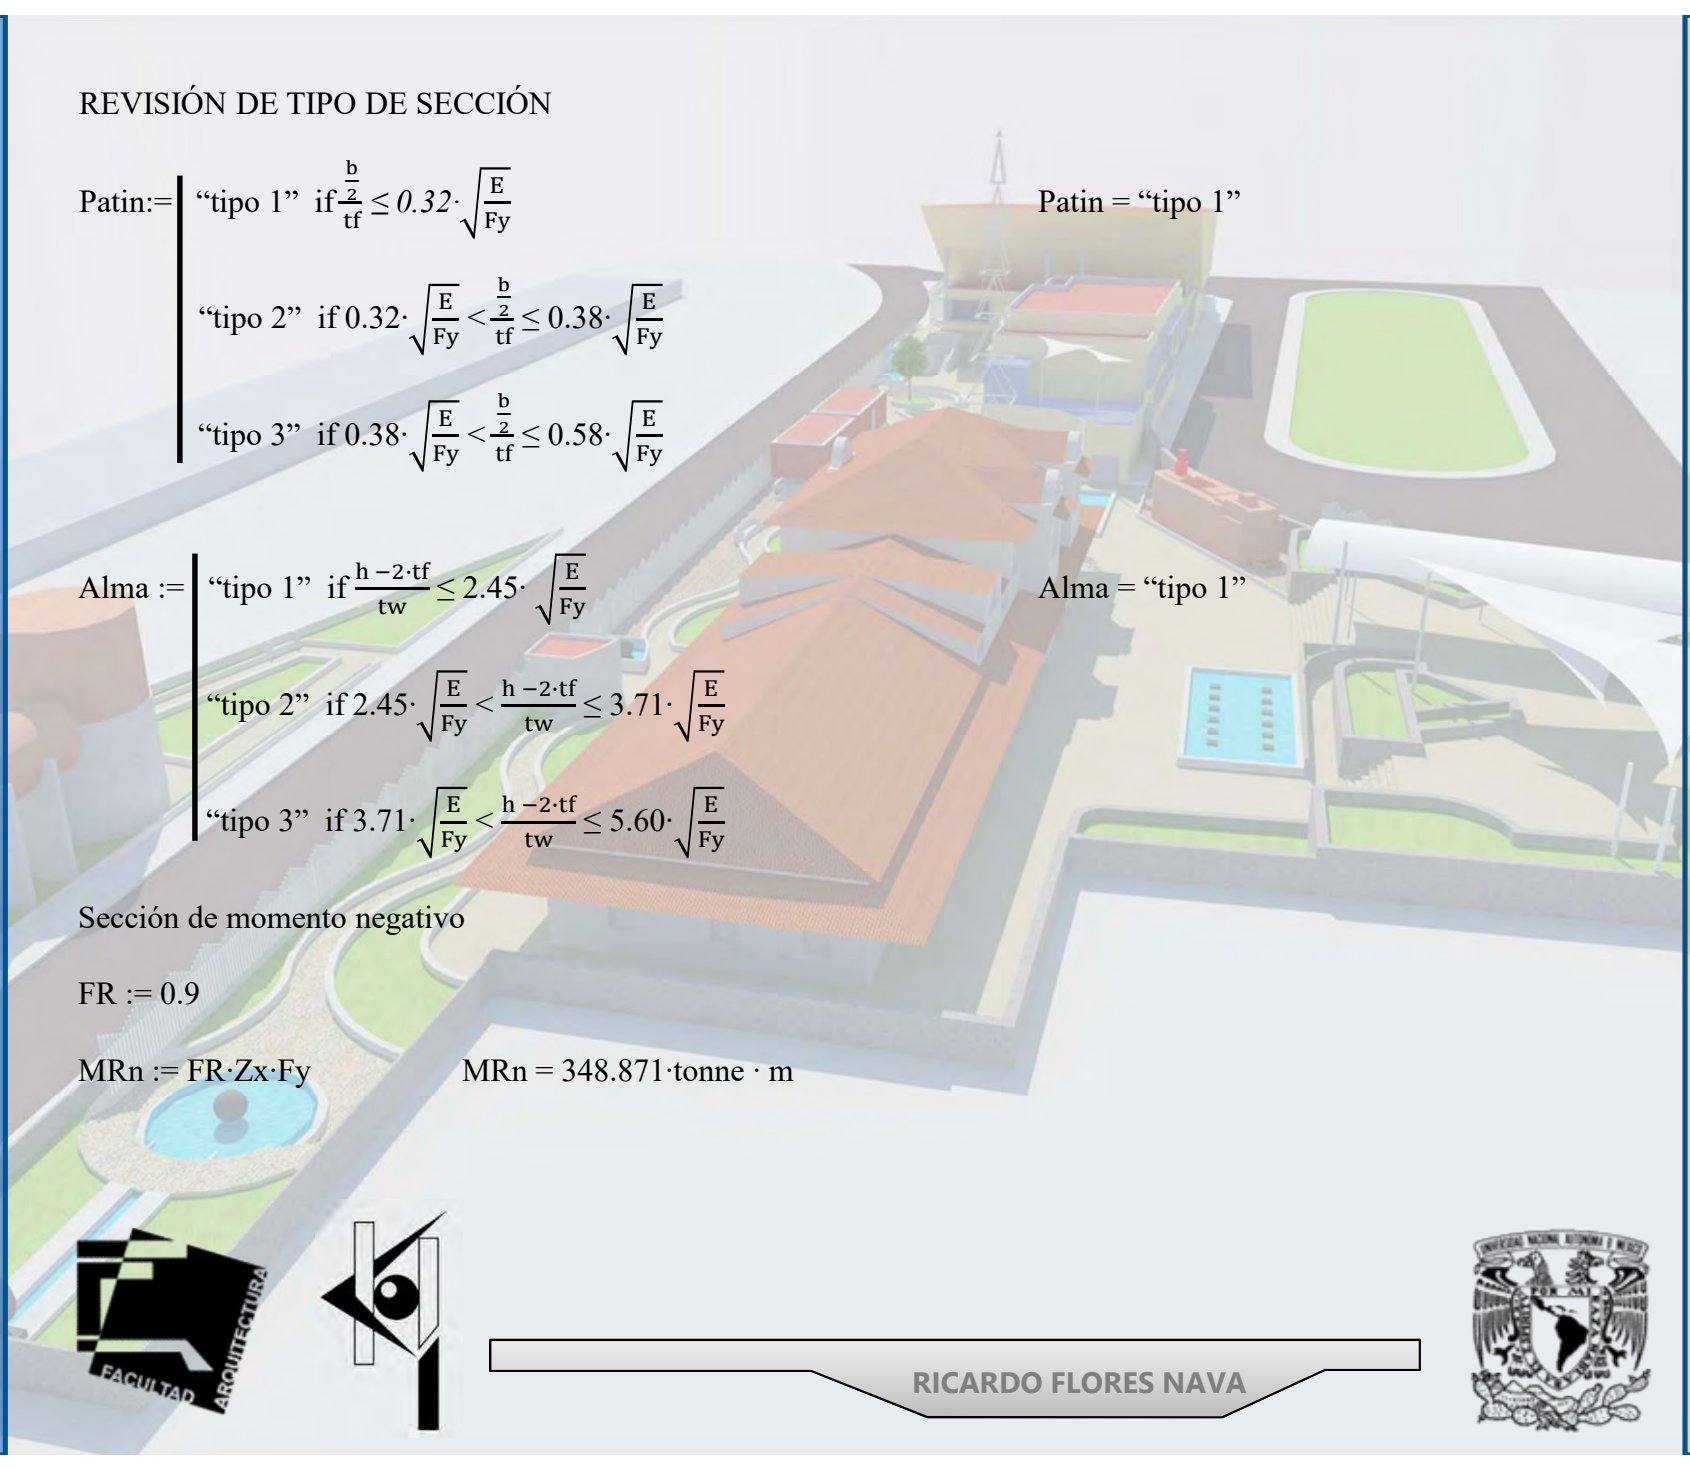 REVISIÓN DE TIPO DE SECCIÓN
Patin:= “tipo 1” if (b/2)/tf ≤ 0.32·√(E/Fy) Patin = “tipo 1”
“tipo 2” if 0.32·√(E/Fy) < (b/2)/tf ≤ 0.38·√(E/Fy)
“tipo 3” if 0.38·√(E/Fy) < (b/2)/tf ≤ 0.58·√(E/Fy)
Alma := “tipo 1” if (h −2·tf)/tw ≤ 2.45·√(E/Fy) Alma = “tipo 1”
“tipo 2” if 2.45·√(E/Fy) < (h −2·tf)/tw ≤ 3.71·√(E/Fy)
“tipo 3” if 3.71·√(E/Fy) < (h −2·tf)/tw ≤ 5.60·√(E/Fy)
Sección de momento negativo
FR := 0.9
MRn := FR·Zx·Fy MRn = 348.871·tonne · m
FACULTAD
ARQUITECTURA
RICARDO FLORES NAVA
POR MI RAZA